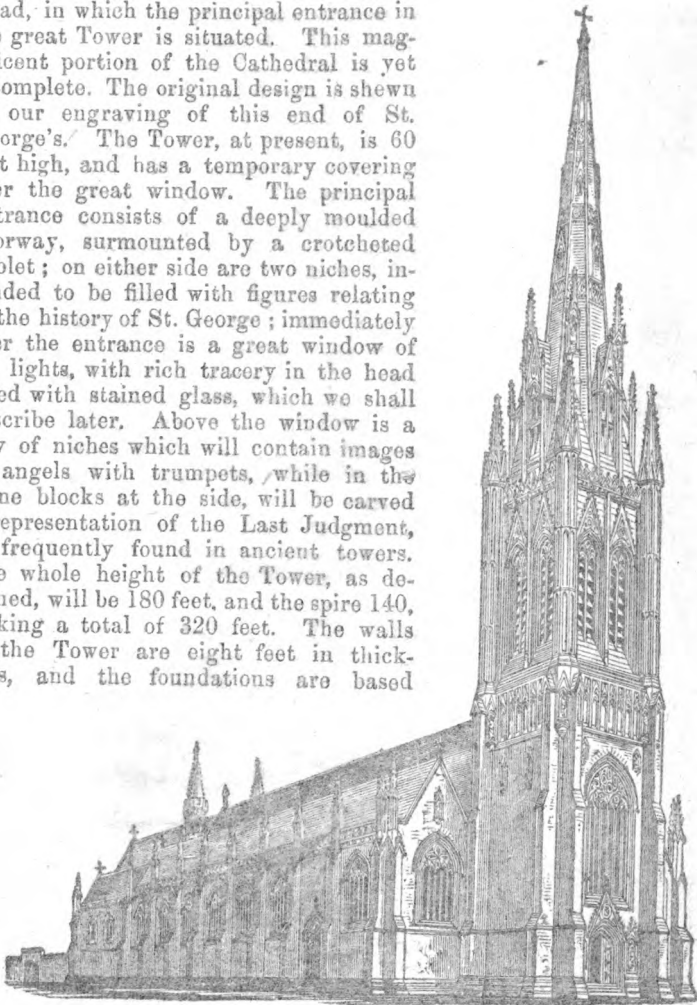 ad, in which the principal entrance in
great Tower is situated. This mag-
icent portion of the Cathedral is yet
omplete. The original design is shewn
our engraving of this end of St.
orge's. The Tower, at present, is 60
t high, and has a temporary covering
er the great window. The principal
trance consists of a deeply moulded
orway, surmounted by a crotcheted
olet; on either side are two niches, in-
ded to be filled with figures relating
the history of St. George; immediately
er the entrance is a great window of
lights, with rich tracery in the head
ed with stained glass, which we shall
scribe later. Above the window is a
of niches which will contain images
angels with trumpets, while in the
ne blocks at the side, will be carved
epresentation of the Last Judgment,
frequently found in ancient towers.
e whole height of the Tower, as de-
ned, will be 180 feet, and the spire 140,
king a total of 320 feet. The walls
the Tower are eight feet in thick-
s, and the foundations are based